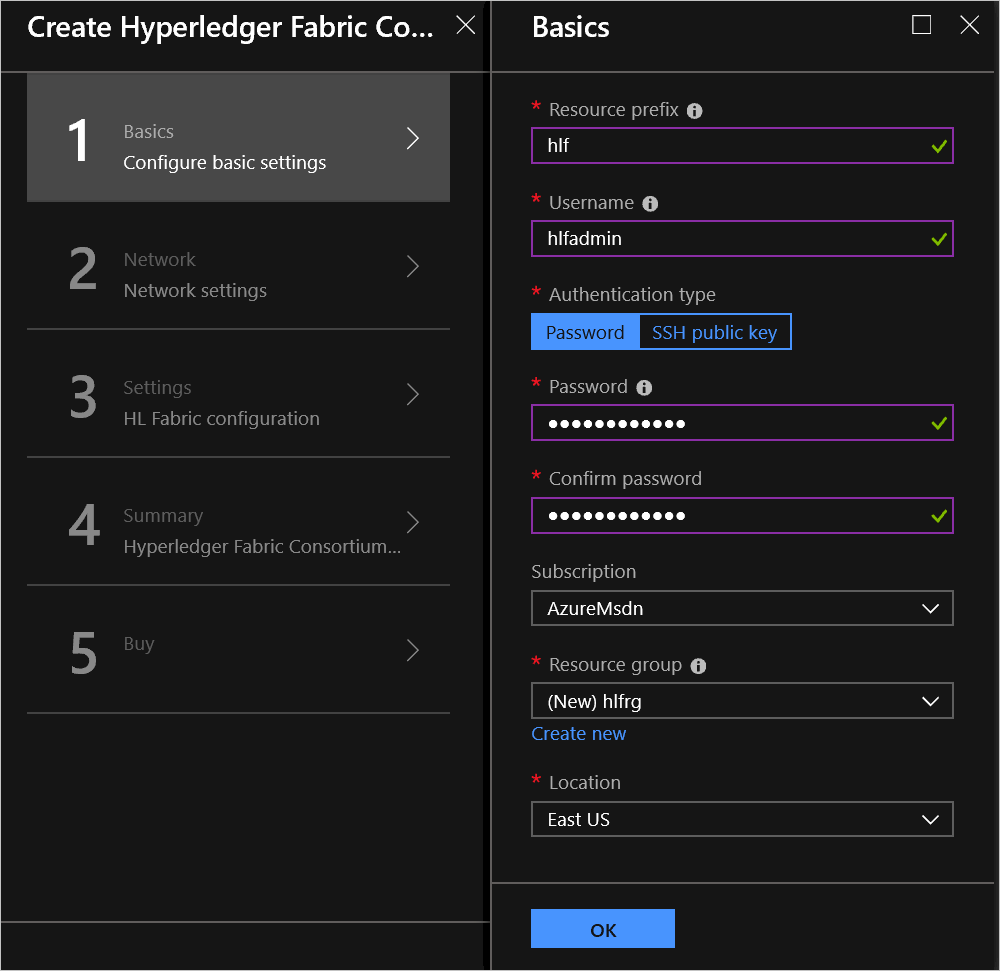 Create Hyperledger Fabric Co...
1
Basics
Configure basic settings
2
Network
Network settings
3
Settings
HL Fabric configuration
4
Summary
Hyperledger Fabric Consortium...
5
Buy
Basics
* Resource prefix
hlf
* Username
hlfadmin
* Authentication type
Password SSH public key
* Password
●●●●●●●●●●●●
* Confirm password
●●●●●●●●●●●●
Subscription
AzureMsdn
* Resource group
(New) hlfrg
Create new
* Location
East US
OK